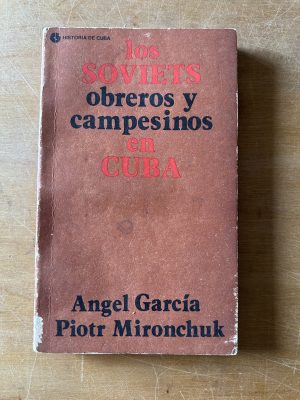 HISTORIA DE CUBA
los
SOVIETS
obreros y
campesinos
en
CUBA
Angel García
Piotr Mironchuk